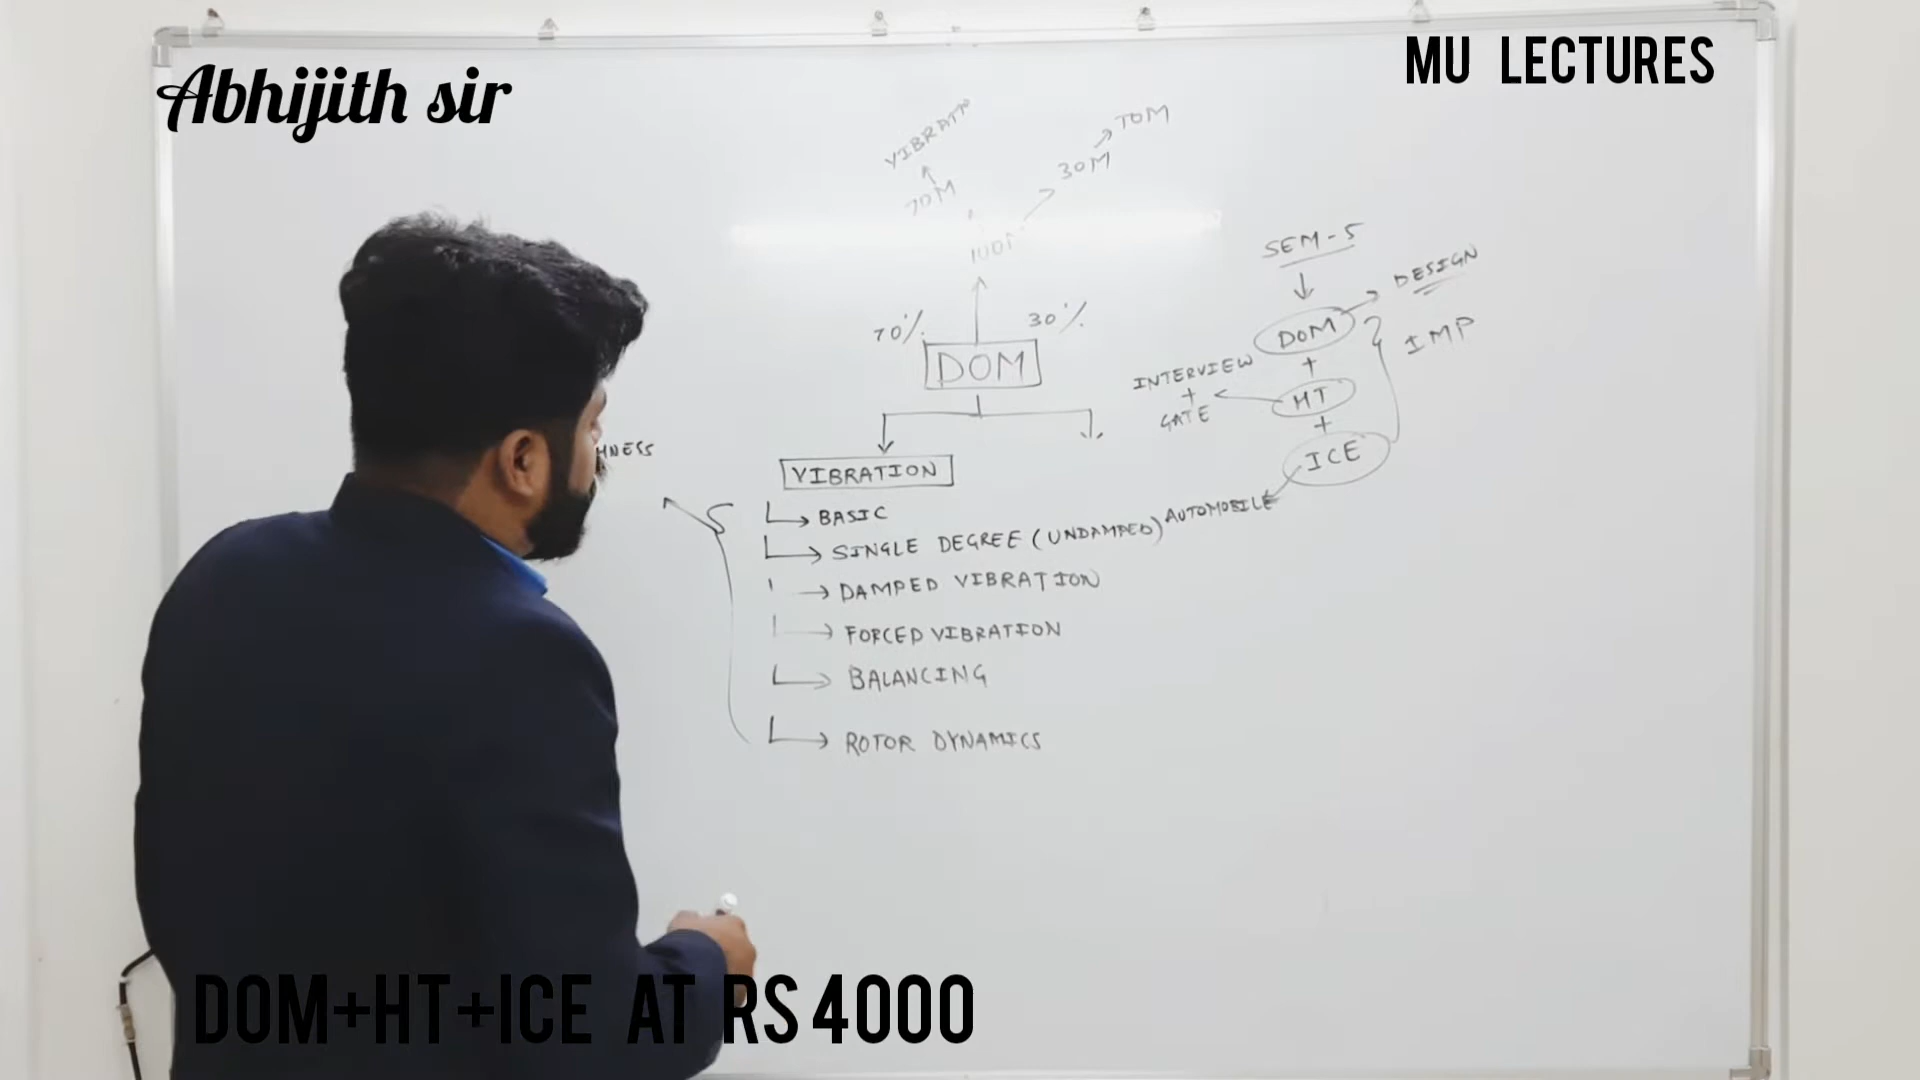 Abhijith sir
MU LECTURES
VIBRATN
TOM
30M
70M
100M
SEM-5
DESIGN
70%
30%
DOM
DOM
IMP
INTERVIEW
+
GATE
+
HT
+
ICE
HNESS
VIBRATION
AUTOMOBILE
BASIC
SINGLE DEGREE (UNDAMPED)
DAMPED VIBRATION
FORCED VIBRATION
BALANCING
ROTOR DYNAMICS
DOM+HT+ICE AT RS 4000